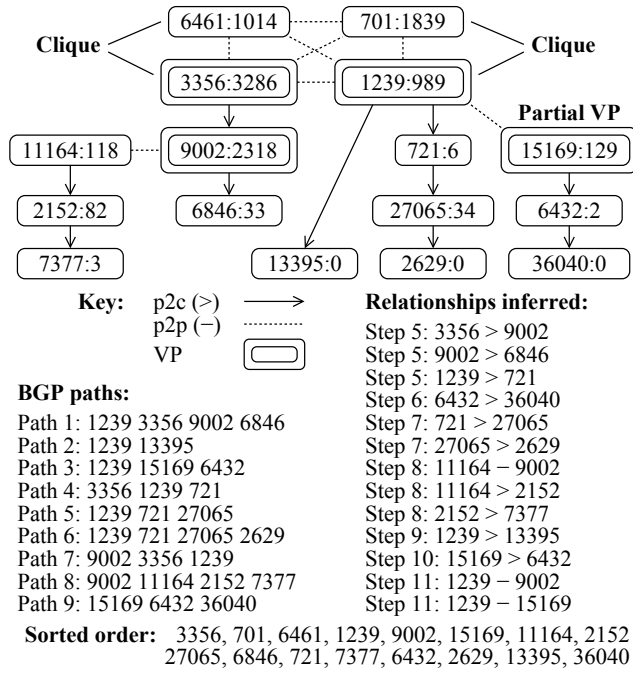 6461:1014 701:1839
Clique Clique
3356:3286 1239:989
Partial VP
11164:118 9002:2318 721:6 15169:129
2152:82 6846:33 27065:34 6432:2
7377:3 13395:0 2629:0 36040:0
Key: p2c (>)
p2p (−)
VP
BGP paths:
Path 1: 1239 3356 9002 6846
Path 2: 1239 13395
Path 3: 1239 15169 6432
Path 4: 3356 1239 721
Path 5: 1239 721 27065
Path 6: 1239 721 27065 2629
Path 7: 9002 3356 1239
Path 8: 9002 11164 2152 7377
Path 9: 15169 6432 36040
Relationships inferred:
Step 5: 3356 > 9002
Step 5: 9002 > 6846
Step 5: 1239 > 721
Step 6: 6432 > 36040
Step 7: 721 > 27065
Step 7: 27065 > 2629
Step 8: 11164 − 9002
Step 8: 11164 > 2152
Step 8: 2152 > 7377
Step 9: 1239 > 13395
Step 10: 15169 > 6432
Step 11: 1239 − 9002
Step 11: 1239 − 15169
Sorted order: 3356, 701, 6461, 1239, 9002, 15169, 11164, 2152
27065, 6846, 721, 7377, 6432, 2629, 13395, 36040